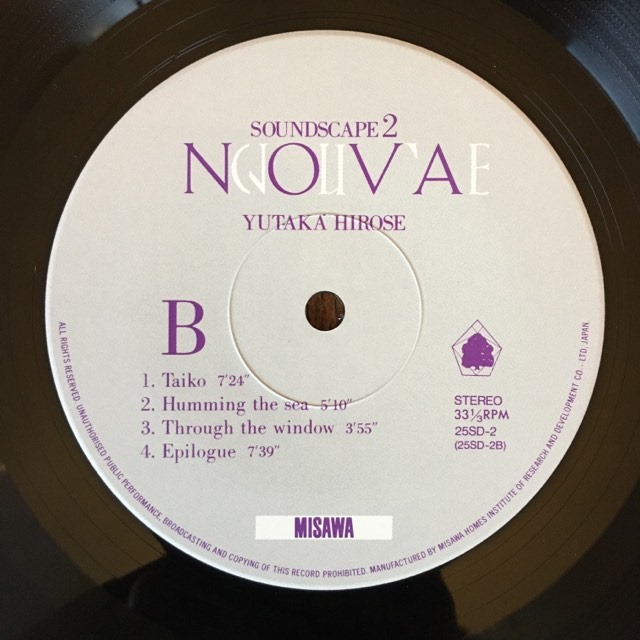 SOUNDSCAPE 2
NOVA
YUTAKA HIROSE
B
1. Taiko 7'24"
2. Humming the sea 5'10"
3. Through the window 3'55"
4. Epilogue 7'39"
STEREO
33⅓RPM
25SD-2
(25SD-2B)
MISAWA
ALL RIGHTS RESERVED. UNAUTHORISED PUBLIC PERFORMANCE, BROADCASTING AND COPYING OF THIS RECORD PROHIBITED. MANUFACTURED BY MISAWA HOMES INSTITUTE OF RESEARCH AND DEVELOPMENT CO., LTD, JAPAN.